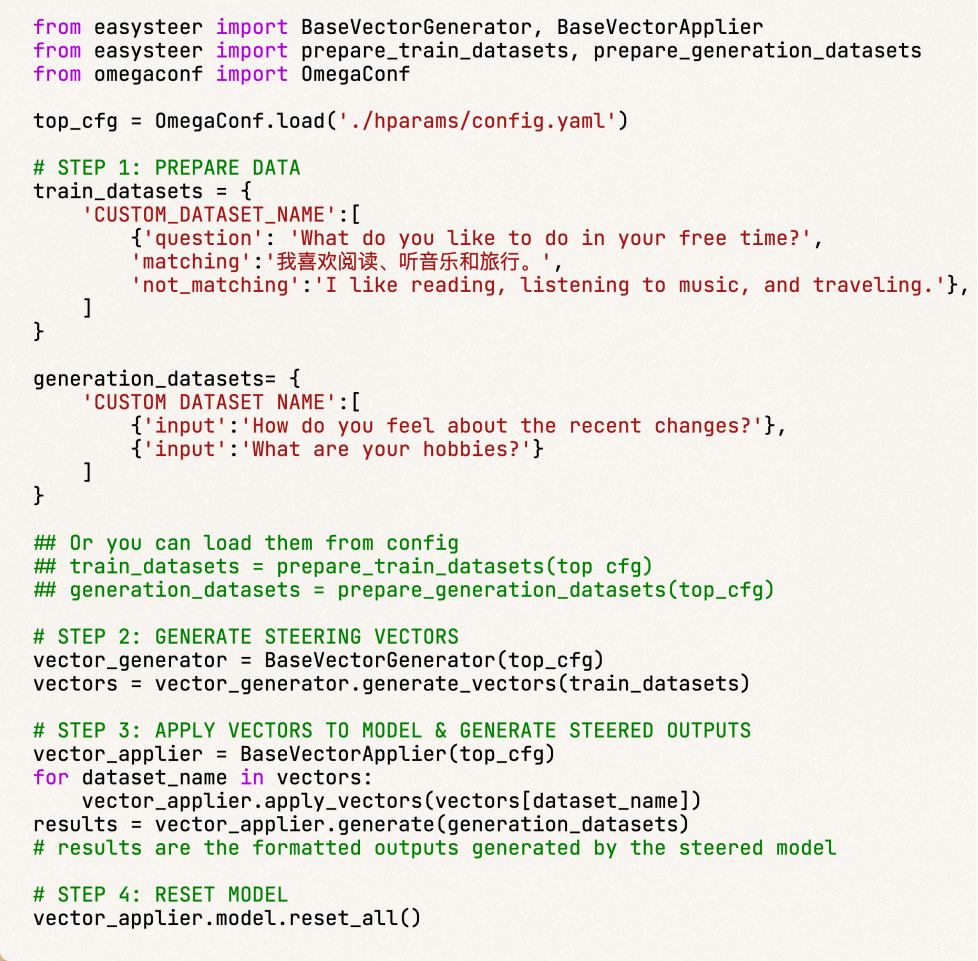 from easysteer import BaseVectorGenerator, BaseVectorApplier
from easysteer import prepare_train_datasets, prepare_generation_datasets
from omegaconf import OmegaConf

top_cfg = OmegaConf.load('./hparams/config.yaml')

# STEP 1: PREPARE DATA
train_datasets = {
    'CUSTOM_DATASET_NAME':[
        {'question': 'What do you like to do in your free time?',
        'matching':'我喜欢阅读、听音乐和旅行。',
        'not_matching':'I like reading, listening to music, and traveling.'},
    ]
}

generation_datasets= {
    'CUSTOM DATASET NAME':[
        {'input':'How do you feel about the recent changes?'},
        {'input':'What are your hobbies?'}
    ]
}

## Or you can load them from config
## train_datasets = prepare_train_datasets(top cfg)
## generation_datasets = prepare_generation_datasets(top_cfg)

# STEP 2: GENERATE STEERING VECTORS
vector_generator = BaseVectorGenerator(top_cfg)
vectors = vector_generator.generate_vectors(train_datasets)

# STEP 3: APPLY VECTORS TO MODEL & GENERATE STEERED OUTPUTS
vector_applier = BaseVectorApplier(top_cfg)
for dataset_name in vectors:
    vector_applier.apply_vectors(vectors[dataset_name])
results = vector_applier.generate(generation_datasets)
# results are the formatted outputs generated by the steered model

# STEP 4: RESET MODEL
vector_applier.model.reset_all()